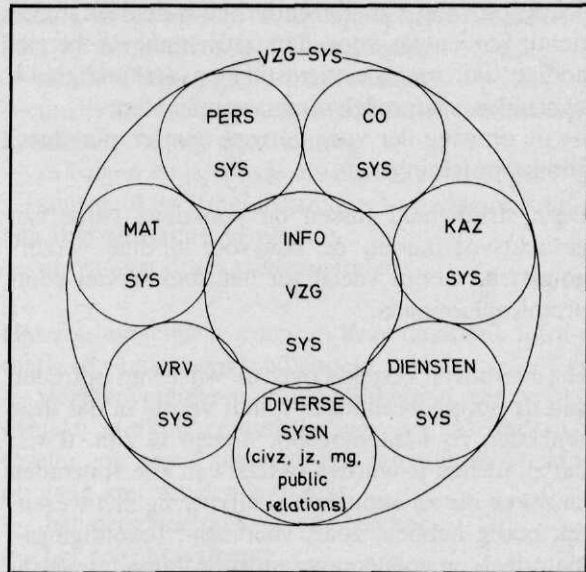 VZG-SYS
PERS
SYS
CO
SYS
MAT
SYS
INFO
VZG
SYS
KAZ
SYS
VRV
SYS
DIENSTEN
SYS
DIVERSE
SYSN
(civz, jz, mg,
public
relations)